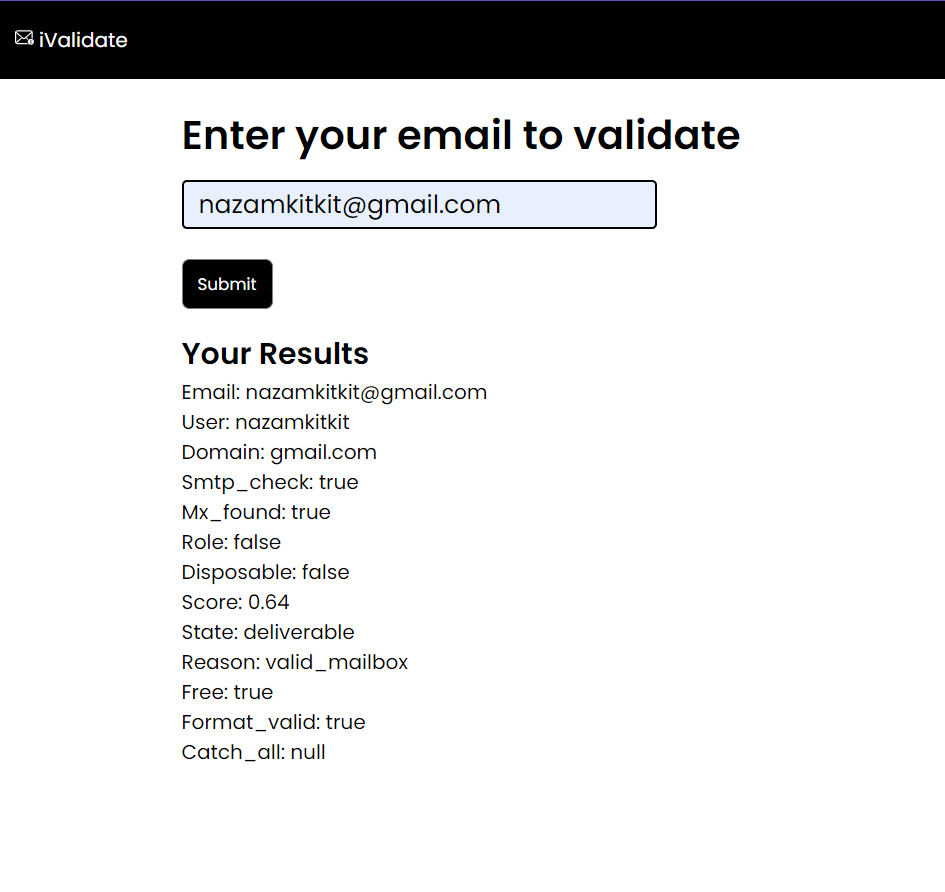 iValidate
Enter your email to validate
nazamkitkit@gmail.com
Submit
Your Results
Email: nazamkitkit@gmail.com
User: nazamkitkit
Domain: gmail.com
Smtp_check: true
Mx_found: true
Role: false
Disposable: false
Score: 0.64
State: deliverable
Reason: valid_mailbox
Free: true
Format_valid: true
Catch_all: null